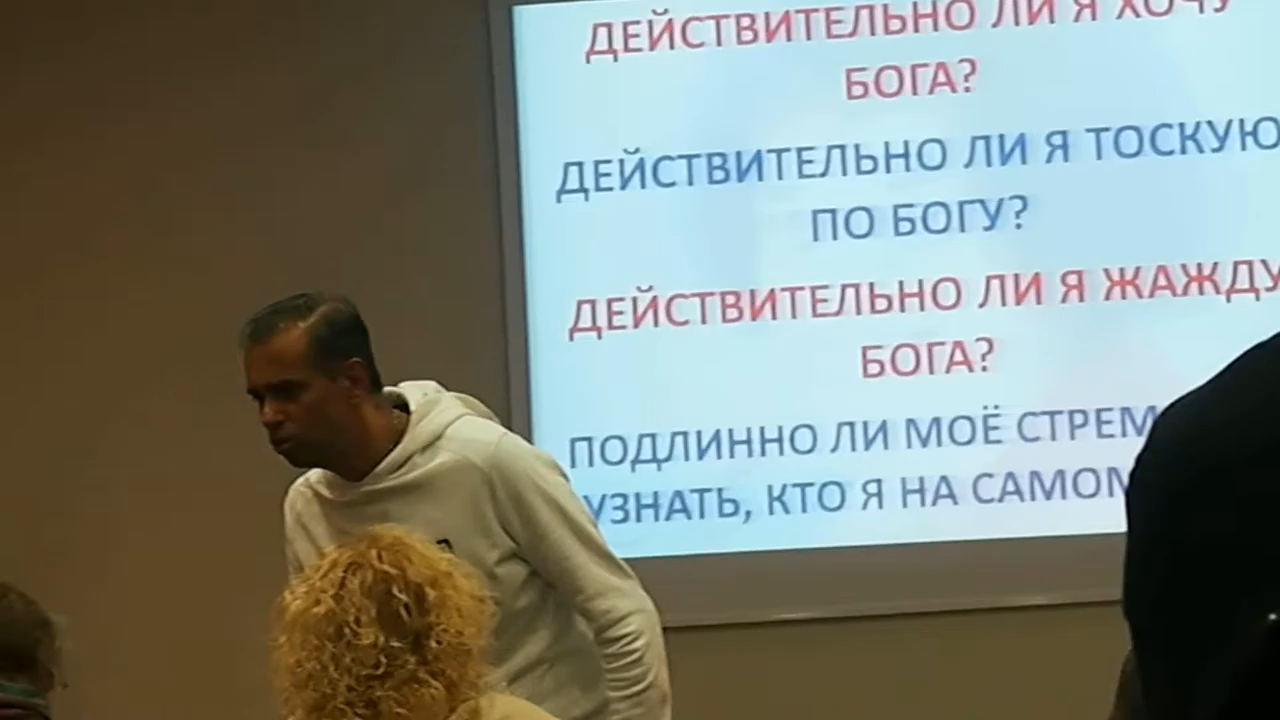 ДЕЙСТВИТЕЛЬНО ЛИ Я ХОЧУ
БОГА?
ДЕЙСТВИТЕЛЬНО ЛИ Я ТОСКУЮ
ПО БОГУ?
ДЕЙСТВИТЕЛЬНО ЛИ Я ЖАЖДУ
БОГА?
ПОДЛИННО ЛИ МОЁ СТРЕМ
УЗНАТЬ, КТО Я НА САМОМ